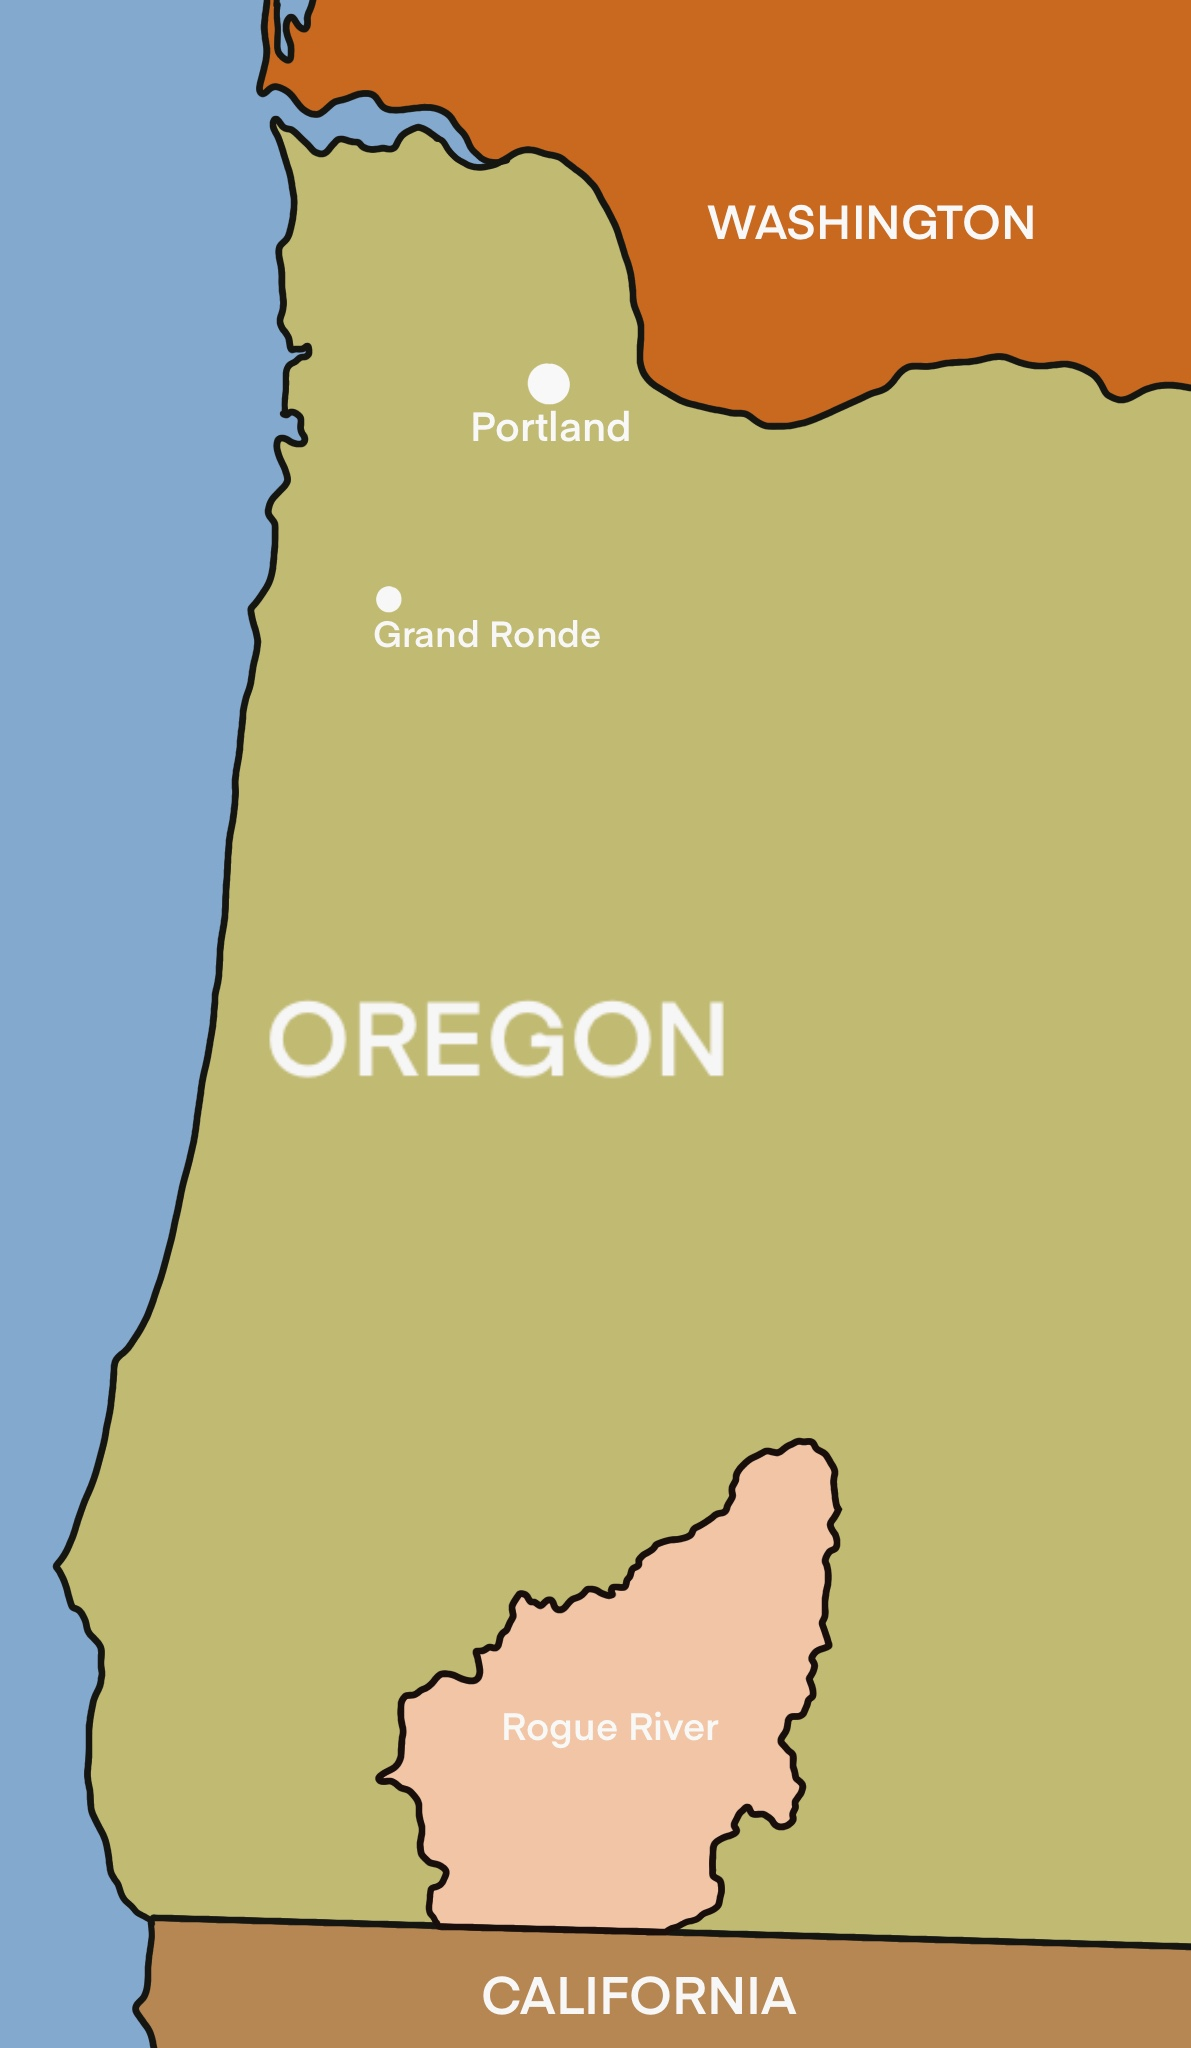 WASHINGTON
Portland
Grand Ronde
OREGON
Rogue River
CALIFORNIA